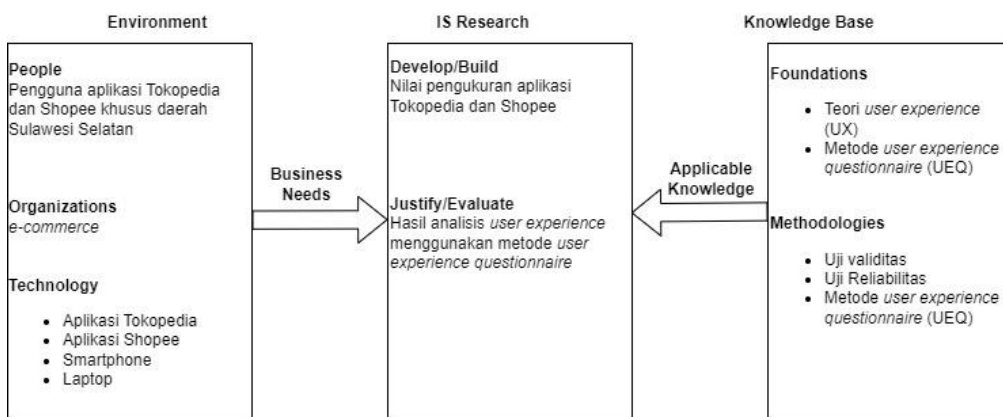 Environment
IS Research
Knowledge Base
People
Pengguna aplikasi Tokopedia
dan Shopee khusus daerah
Sulawesi Selatan
Organizations
e-commerce
Technology
• Aplikasi Tokopedia
• Aplikasi Shopee
• Smartphone
• Laptop
Business
Needs
Develop/Build
Nilai pengukuran aplikasi
Tokopedia dan Shopee
Justify/Evaluate
Hasil analisis user experience
menggunakan metode user
experience questionnaire
Applicable
Knowledge
Foundations
• Teori user experience
(UX)
• Metode user experience
questionnaire (UEQ)
Methodologies
• Uji validitas
• Uji Reliabilitas
• Metode user experience
questionnaire (UEQ)